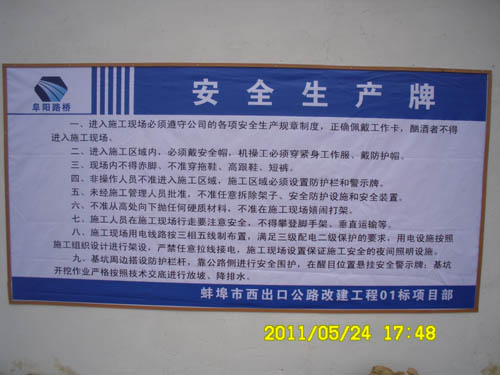 阜阳路桥
安全生产牌
一、进入施工现场必须遵守公司的各项安全生产规章制度，正确佩戴工作卡，酗酒者不得
进入施工现场。
二、进入施工区域内，必须戴安全帽，机操工必须穿紧身工作服、戴防护帽。
三、现场内不得赤脚、不准穿拖鞋、高跟鞋、短裤。
四、非操作人员不准进入施工区域，施工区域必须设置防护栏和警示牌。
五、未经施工管理人员批准，不准任意拆除架子、安全防护设施和安全装置。
六、不准从高处向下抛任何硬质材料，不准在施工现场嬉闹打架。
七、施工人员在施工现场行走要注意安全，不得攀登脚手架、垂直运输等。
八、施工现场用电线路按三相五线制布置，满足三级配电二级保护的要求，用电设施按照
施工组织设计进行架设，严禁任意拉线接电，施工现场设置保证施工安全的夜间照明设施。
九、基坑周边搭设防护栏杆，靠公路侧进行安全围护，在醒目位置悬挂安全警示牌；基坑
开挖作业严格按照技术交底进行放坡、降排水。
蚌埠市西出口公路改建工程01标项目部
2011/05/24 17:48